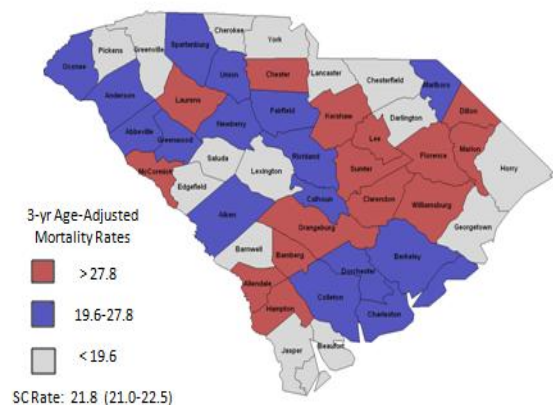 Cherokee
York
Spartanburg
Pickens
Greenville
Oconee
Union
Chester
Lancaster
Chesterfield
Marlboro
Anderson
Laurens
Fairfield
Kershaw
Darlington
Dillon
Abbeville
Greenwood
Newberry
Lee
Florence
Marion
Saluda
Richland
Sumter
Horry
McCormick
Lexington
Edgefield
Calhoun
Clarendon
Williamsburg
Aiken
Orangeburg
Georgetown
Barnwell
Bamberg
Berkeley
Dorchester
Allendale
Colleton
Hampton
Charleston
Jasper
Beaufort
3-yr Age-Adjusted
Mortality Rates
>27.8
19.6-27.8
<19.6
SC Rate: 21.8 (21.0-22.5)